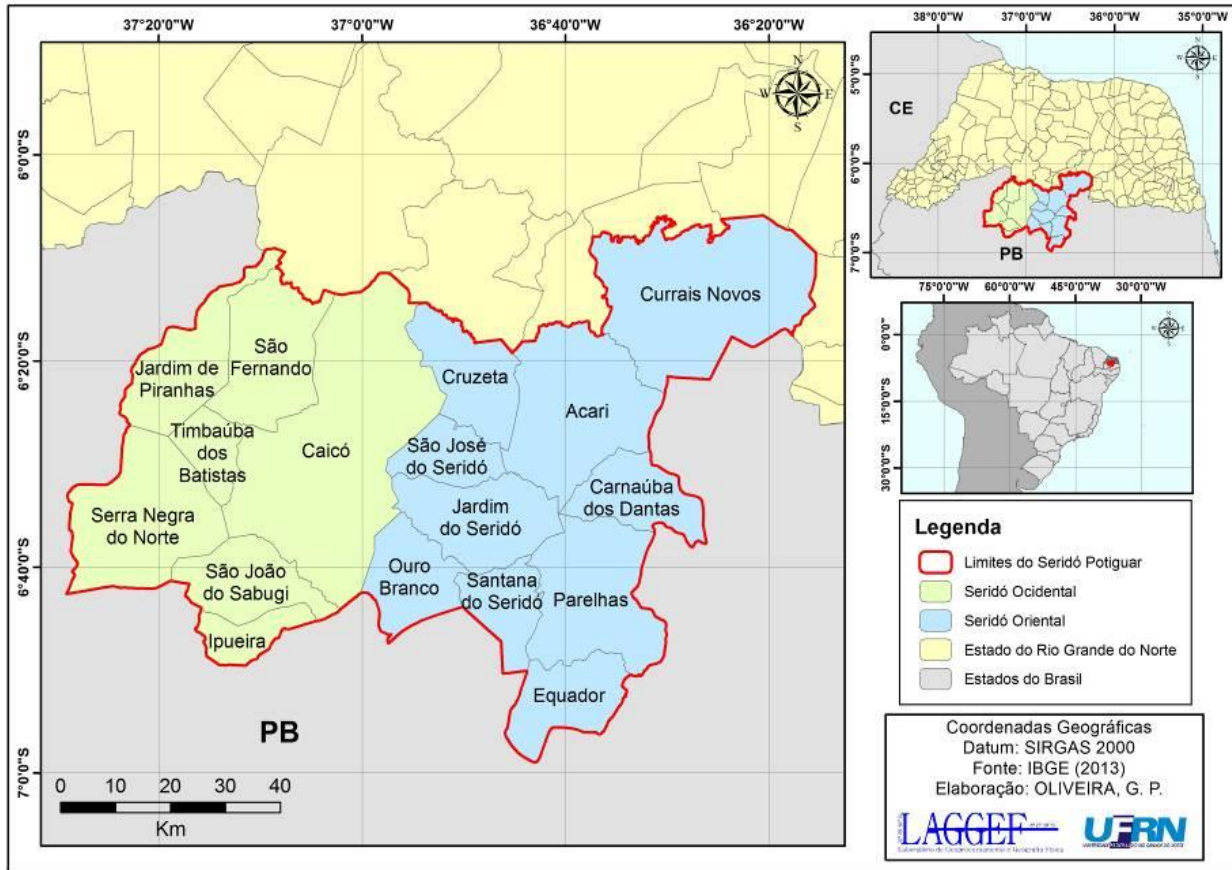 37°20'0"W
37°0'0"W
36°40'0"W
36°20'0"W
6°0'0"S
6°20'0"S
6°40'0"S
7°0'0"S
N
W
E
S
Currais Novos
São
Fernando
Jardim de
Piranhas
Cruzeta
Acari
Timbaúba
dos
Batistas
Caicó
São José
do Seridó
Carnaúba
dos Dantas
Serra Negra
do Norte
Jardim
do Seridó
São João
do Sabugi
Ouro
Branco
Santana
do Seridó
Parelhas
Ipueira
Equador
PB
0 10 20 30 40
Km
38°0'0"W
37°0'0"W
36°0'0"W
35°0'0"W
5°0'0"S
6°0'0"S
7°0'0"S
N
W
E
S
CE
PB
75°0'0"W
60°0'0"W
45°0'0"W
30°0'0"W
0°0'0"
15°0'0"S
30°0'0"S
Legenda
Limites do Seridó Potiguar
Seridó Ocidental
Seridó Oriental
Estado do Rio Grande do Norte
Estados do Brasil
Coordenadas Geográficas
Datum: SIRGAS 2000
Fonte: IBGE (2013)
Elaboração: OLIVEIRA, G. P.
LAGGEF
Laboratório de Geoprocessamento e Geografia Física
UFRN